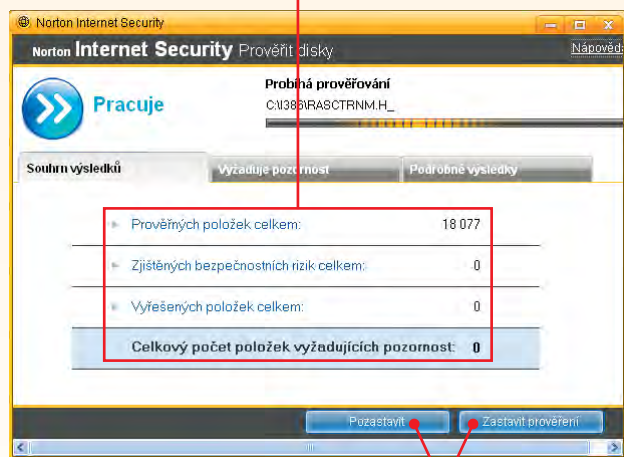 Norton Internet Security
Norton Internet Security Prověřit disky
Nápověda
Pracuje
Probíhá prověřování
C:\I386\RASCTRNM.H_
Souhrn výsledků
Vyžaduje pozornost
Podrobné výsledky
Prověřných položek celkem: 18 077
Zjištěných bezpečnostních rizik celkem: 0
Vyřešených položek celkem: 0
Celkový počet položek vyžadujících pozornost: 0
Pozastavit
Zastavit prověření